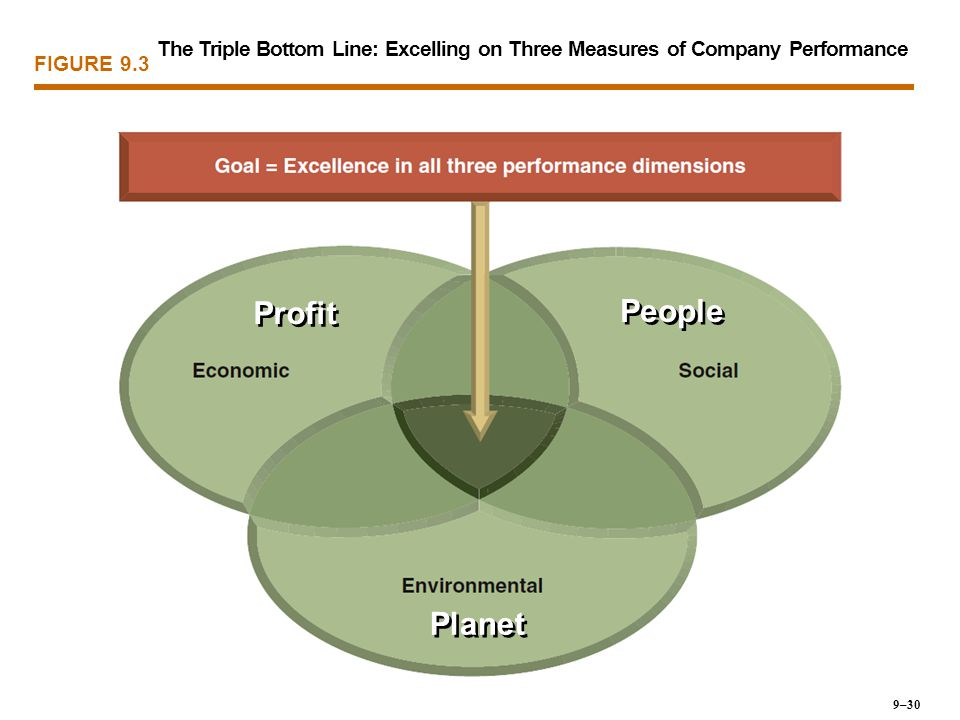 The Triple Bottom Line: Excelling on Three Measures of Company Performance
FIGURE 9.3
Goal = Excellence in all three performance dimensions
Profit
People
Economic
Social
Environmental
Planet
9–30